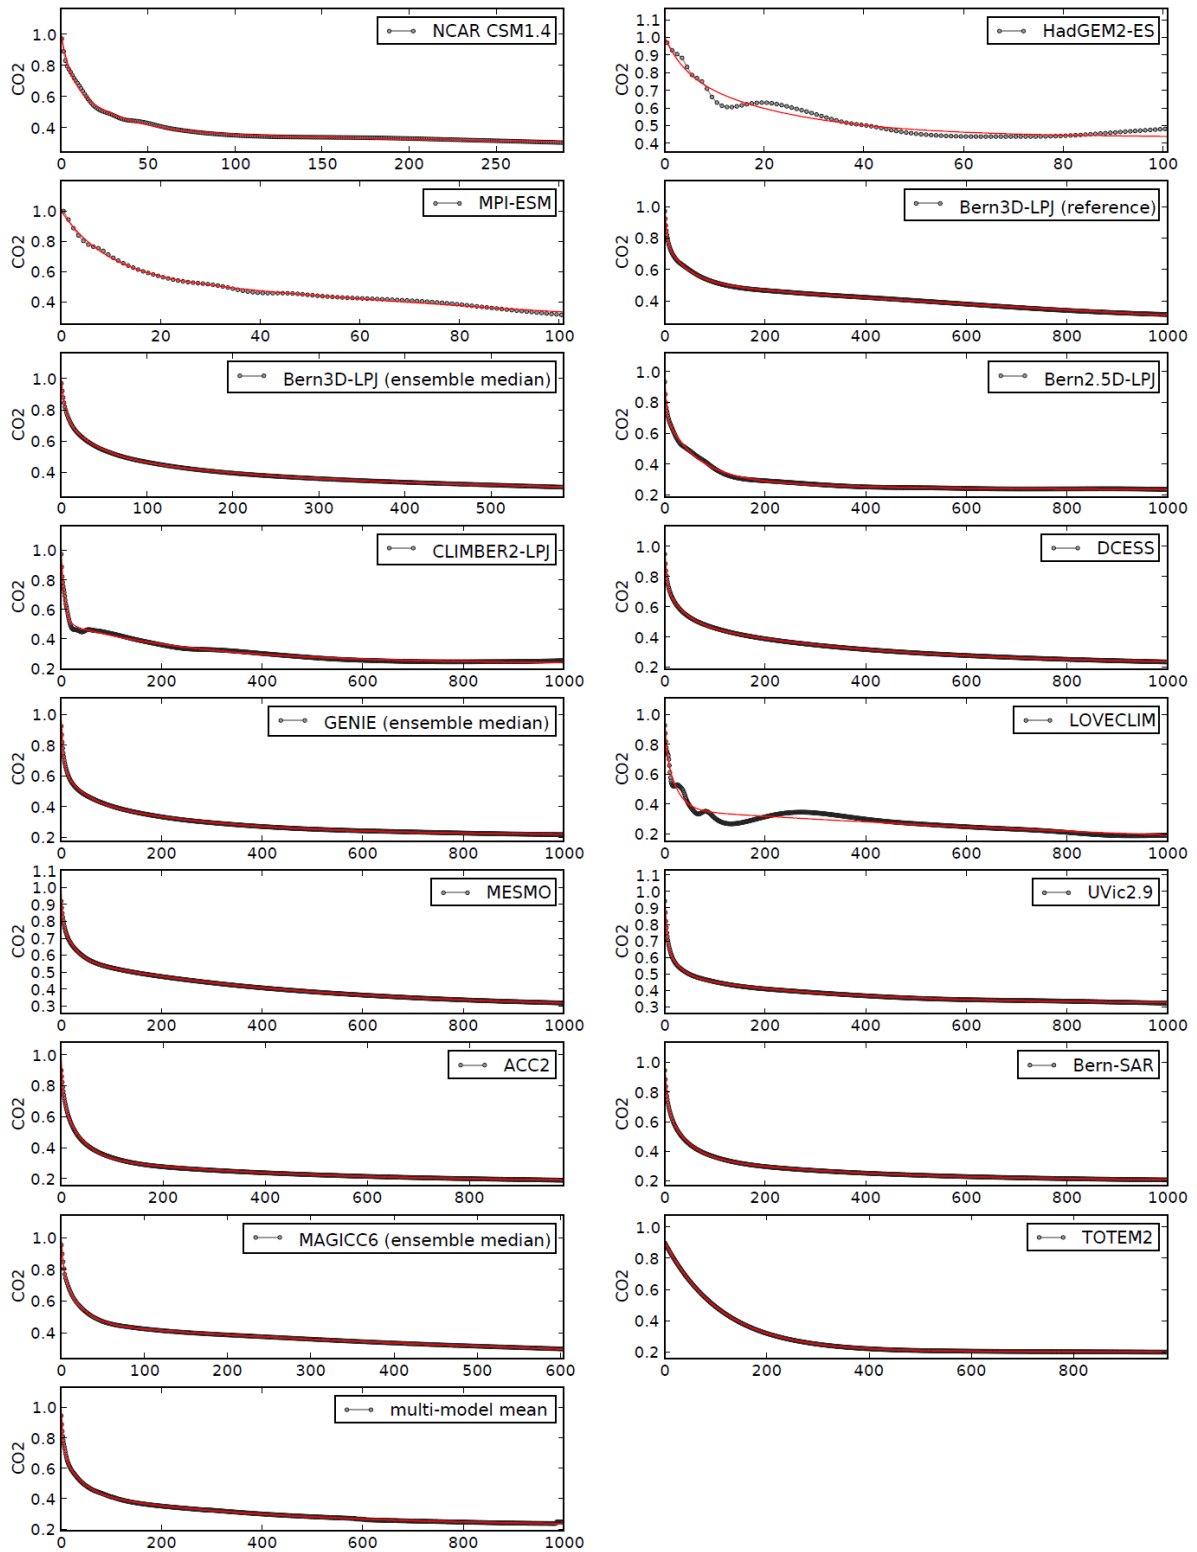 NCAR CSM1.4
CO2
1.0
0.8
0.6
0.4
0 50 100 150 200 250
HadGEM2-ES
CO2
1.1
1.0
0.9
0.8
0.7
0.6
0.5
0.4
0 20 40 60 80 100
MPI-ESM
1.0
0.8
0.6
0.4
0 20 40 60 80 100
Bern3D-LPJ (reference)
CO2
1.0
0.8
0.6
0.4
0 200 400 600 800 1000
Bern3D-LPJ (ensemble median)
CO2
1.0
0.8
0.6
0.4
0 100 200 300 400 500
Bern2.5D-LPJ
CO2
1.0
0.8
0.6
0.4
0.2
0 200 400 600 800 1000
CLIMBER2-LPJ
CO2
1.0
0.8
0.6
0.4
0.2
0 200 400 600 800 1000
DCESS
CO2
1.0
0.8
0.6
0.4
0.2
0 200 400 600 800 1000
GENIE (ensemble median)
CO2
1.0
0.8
0.6
0.4
0.2
0 200 400 600 800 1000
LOVECLIM
CO2
1.0
0.8
0.6
0.4
0.2
0 200 400 600 800 1000
MESMO
CO2
1.1
1.0
0.9
0.8
0.7
0.6
0.5
0.4
0.3
0 200 400 600 800 1000
UVic2.9
CO2
1.1
1.0
0.9
0.8
0.7
0.6
0.5
0.4
0.3
0 200 400 600 800 1000
ACC2
CO2
1.0
0.8
0.6
0.4
0.2
0 200 400 600 800
Bern-SAR
CO2
1.0
0.8
0.6
0.4
0.2
0 200 400 600 800 1000
MAGICC6 (ensemble median)
CO2
1.0
0.8
0.6
0.4
0 100 200 300 400 500 600
TOTEM2
CO2
1.0
0.8
0.6
0.4
0.2
0 200 400 600 800
multi-model mean
CO2
1.0
0.8
0.6
0.4
0.2
0 200 400 600 800 1000